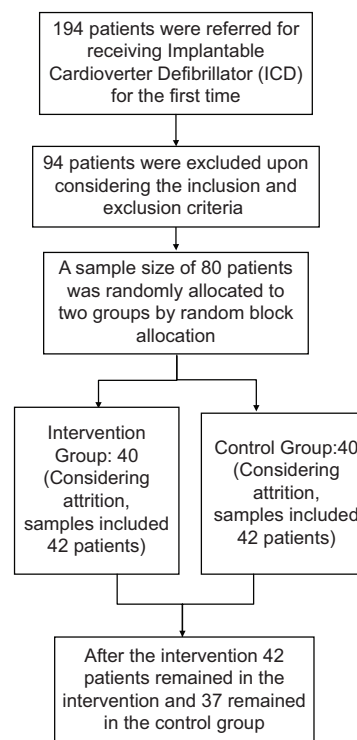 194 patients were referred for
receiving Implantable
Cardioverter Defibrillator (ICD)
for the first time
94 patients were excluded upon
considering the inclusion and
exclusion criteria
A sample size of 80 patients
was randomly allocated to
two groups by random block
allocation
Intervention
Group: 40
(Considering
attrition,
samples included
42 patients)
Control Group:40
(Considering
attrition,
samples included
42 patients)
After the intervention 42
patients remained in the
intervention and 37 remained
in the control group